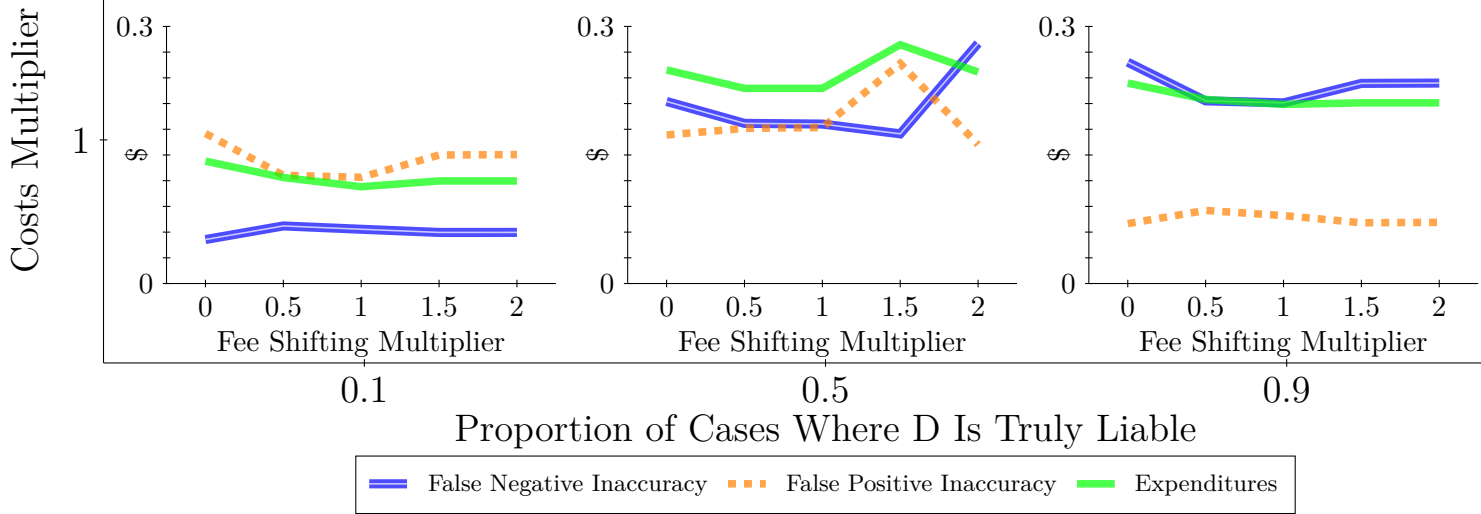 Costs Multiplier
1
0.3
$
0
0 0.5 1 1.5 2
Fee Shifting Multiplier
0.3
$
0
0 0.5 1 1.5 2
Fee Shifting Multiplier
0.3
$
0
0 0.5 1 1.5 2
Fee Shifting Multiplier
0.1 0.5 0.9
Proportion of Cases Where D Is Truly Liable
False Negative Inaccuracy False Positive Inaccuracy Expenditures